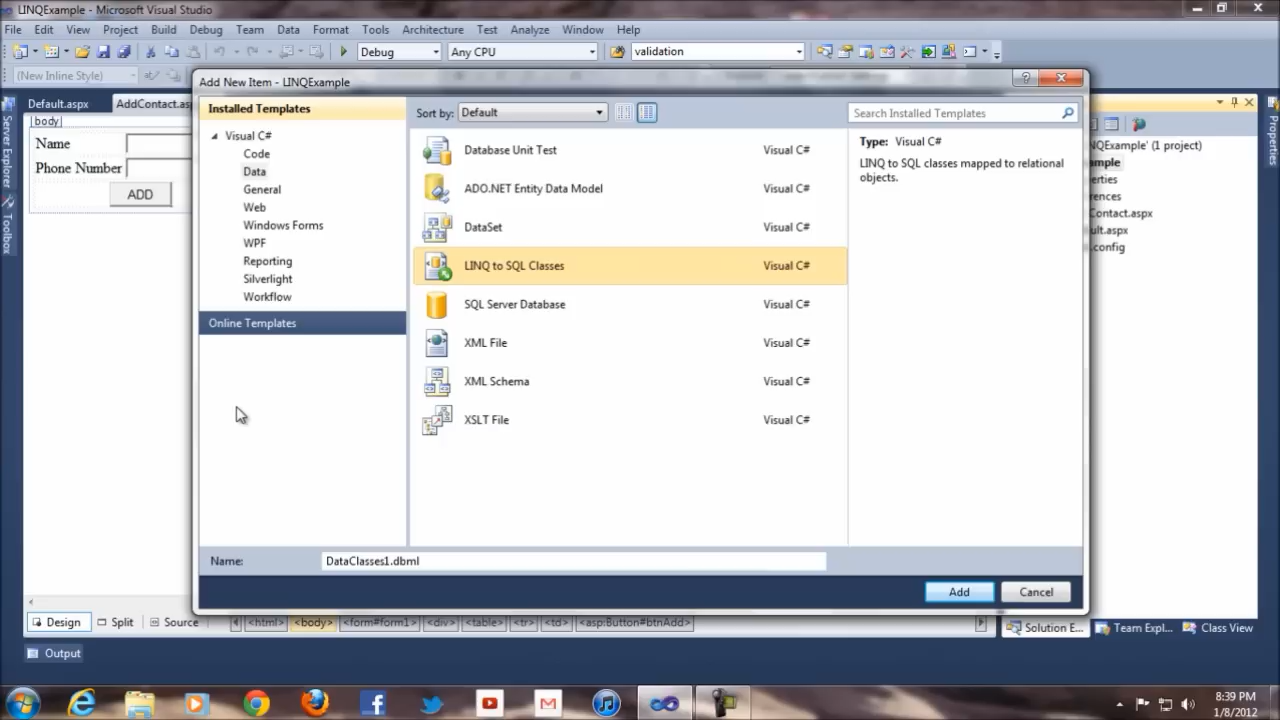 LINQExample - Microsoft Visual Studio
File Edit View Project Build Debug Team Data Format Tools Architecture Test Analyze Window Help
Debug Any CPU validation
(New Inline Style)
Add New Item - LINQExample
Default.aspx AddContact.as
body
Name
Phone Number
ADD
Server Explorer
Toolbox
Installed Templates
Visual C#
Code
Data
General
Web
Windows Forms
WPF
Reporting
Silverlight
Workflow
Online Templates
Sort by: Default
Database Unit Test Visual C#
ADO.NET Entity Data Model Visual C#
DataSet Visual C#
LINQ to SQL Classes Visual C#
SQL Server Database Visual C#
XML File Visual C#
XML Schema Visual C#
XSLT File Visual C#
Search Installed Templates
Type: Visual C#
LINQ to SQL classes mapped to relational
objects.
NQExample' (1 project)
ample
erties
rences
Contact.aspx
ult.aspx
.config
Properties
Name: DataClasses1.dbml
Add Cancel
Design Split Source <html> <body> <form#form1> <div> <table> <tr> <td> <asp:Button#btnAdd>
Solution E... Team Expl... Class View
Output
8:39 PM
1/8/2012